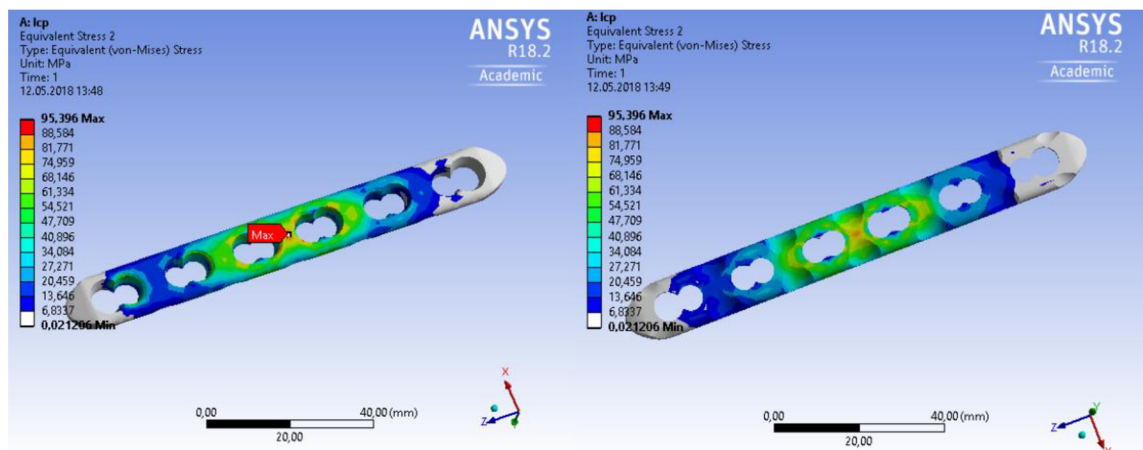 A: lcp
Equivalent Stress 2
Type: Equivalent (von-Mises) Stress
Unit: MPa
Time: 1
12.05.2018 13:48
ANSYS
R18.2
Academic
95,396 Max
88,584
81,771
74,959
68,146
61,334
54,521
47,709
40,896
34,084
27,271
20,459
13,646
6,8337
0,021206 Min
Max
X
Z
Y
0,00
40,00 (mm)
20,00
A: lcp
Equivalent Stress 2
Type: Equivalent (von-Mises) Stress
Unit: MPa
Time: 1
12.05.2018 13:49
ANSYS
R18.2
Academic
95,396 Max
88,584
81,771
74,959
68,146
61,334
54,521
47,709
40,896
34,084
27,271
20,459
13,646
6,8337
0,021206 Min
Y
Z
X
0,00
40,00 (mm)
20,00